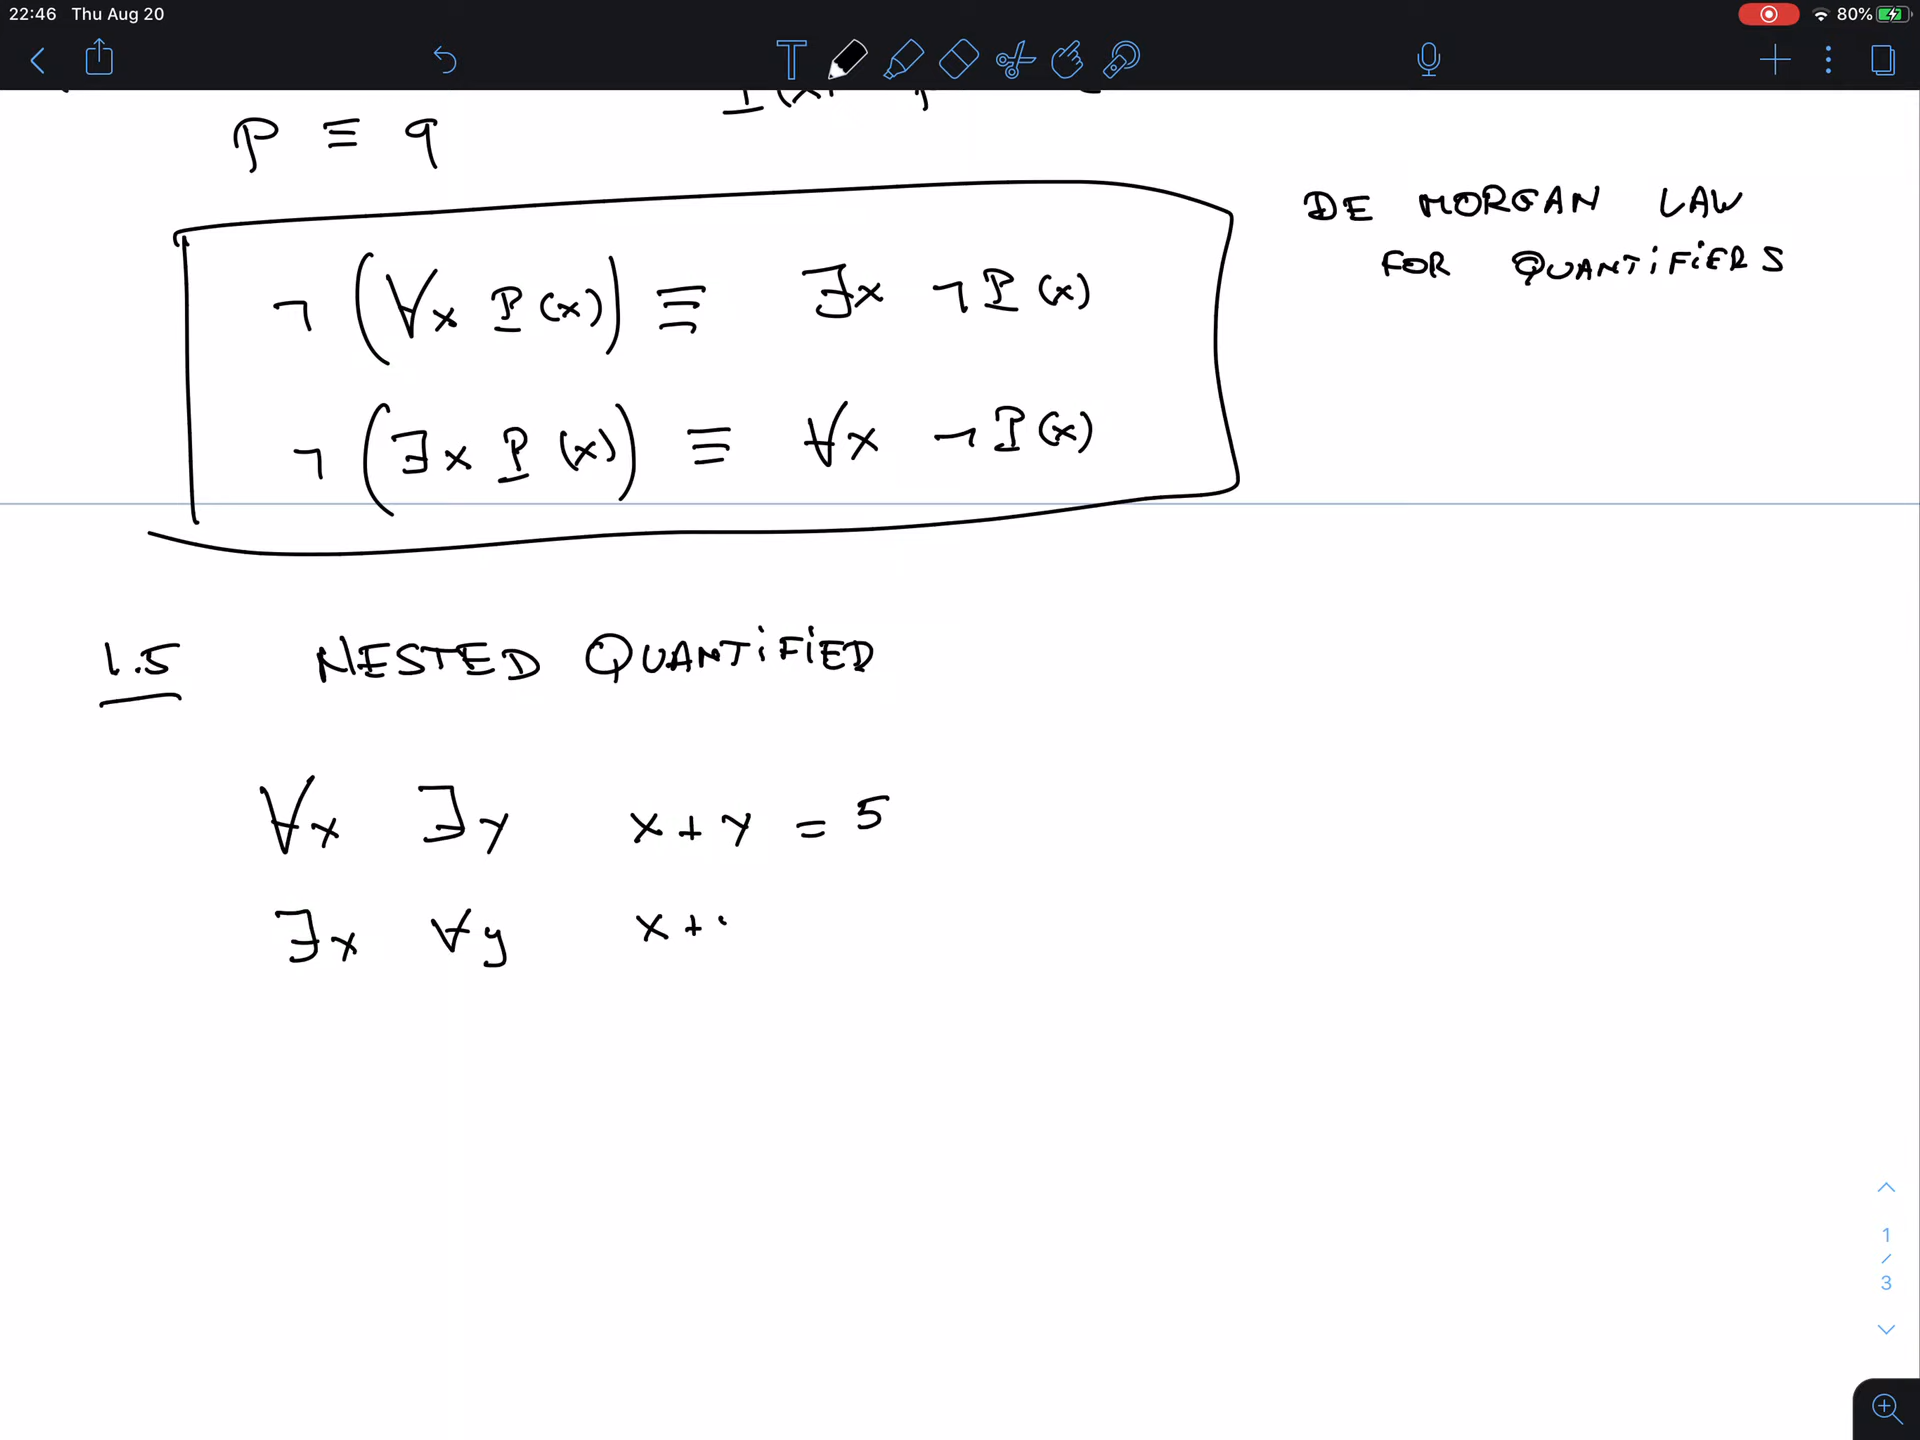 22:46 Thu Aug 20
80%
T
p ≡ q
DE MORGAN LAW
FOR QUANTIFIERS
¬ (∀x P(x)) ≡ ∃x ¬P(x)
¬ (∃x P(x)) ≡ ∀x ¬P(x)
1.5 NESTED QUANTIFIED
∀x ∃y x + y = 5
∃x ∀y x +
1
/
3